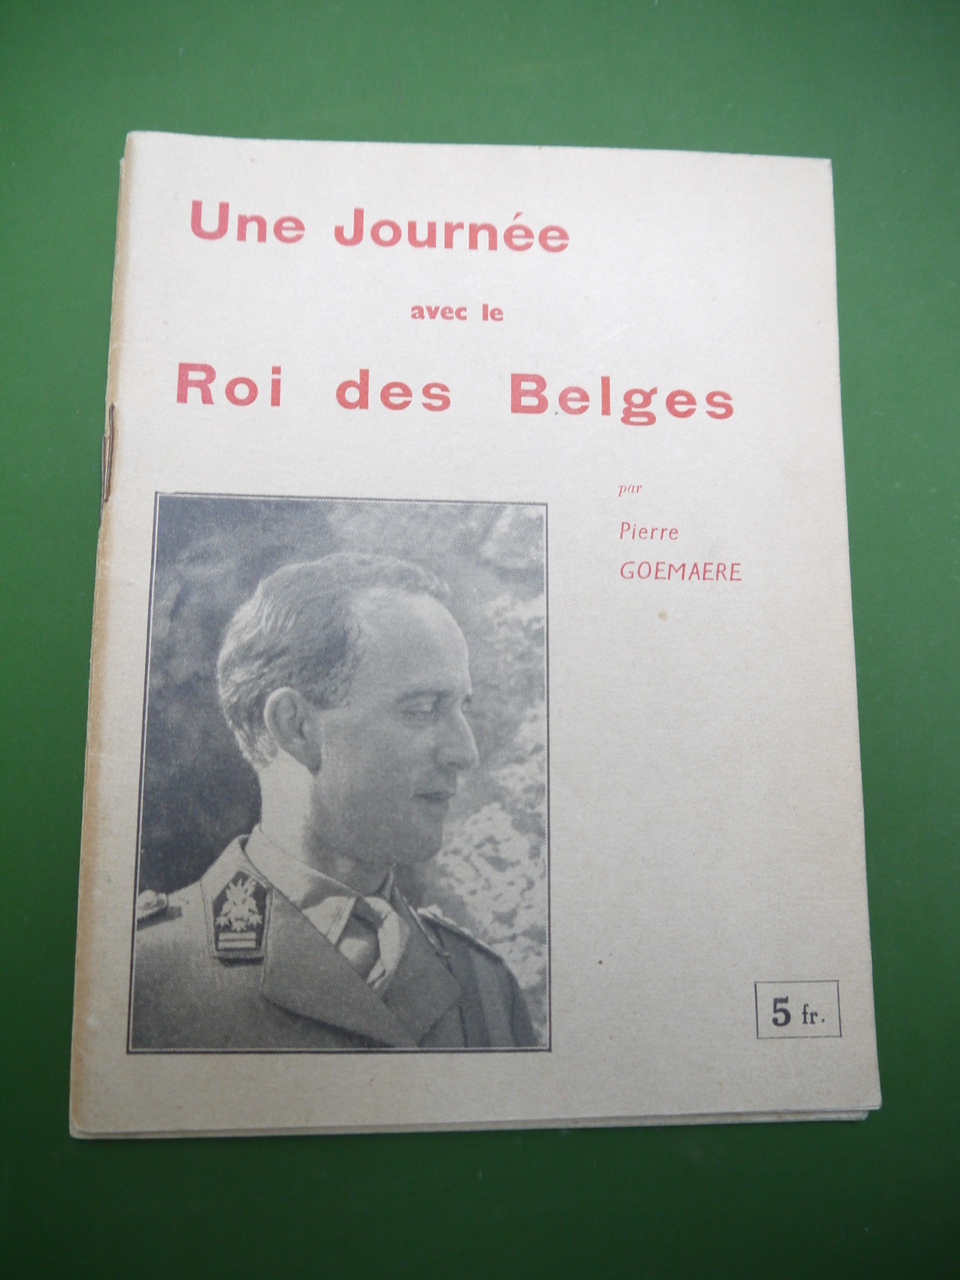 Une Journée
avec le
Roi des Belges
par
Pierre
GOEMAERE
5 fr.